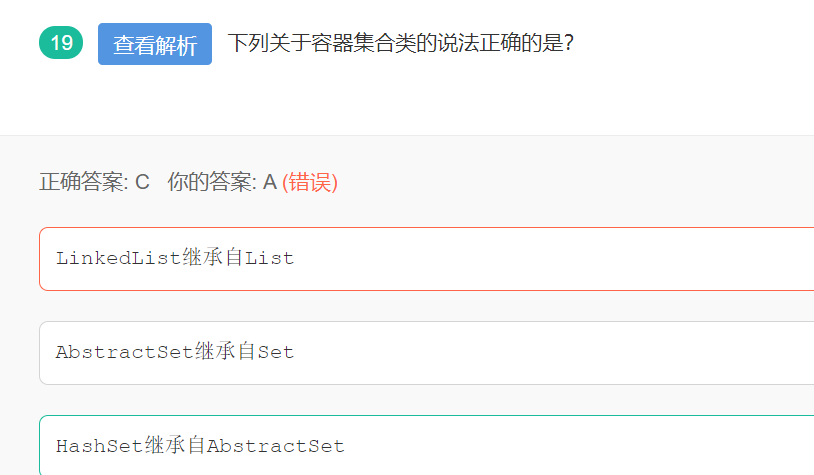 19 查看解析 下列关于容器集合类的说法正确的是?
正确答案: C 你的答案: A (错误)
LinkedList继承自List
AbstractSet继承自Set
HashSet继承自AbstractSet